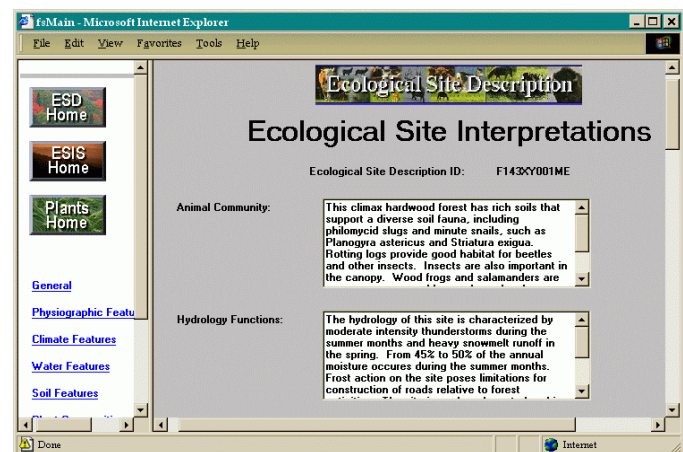 fsMain - Microsoft Internet Explorer
File Edit View Favorites Tools Help
ESD
Home
ESIS
Home
Plants
Home
General
Physiographic Featu
Climate Features
Water Features
Soil Features
Ecological Site Description
Ecological Site Interpretations
Ecological Site Description ID: F143XY001ME
Animal Community:
This climax hardwood forest has rich soils that
support a diverse soil fauna, including
philomycid slugs and minute snails, such as
Planogyra astericus and Striatura exigua.
Rotting logs provide good habitat for beetles
and other insects. Insects are also important in
the canopy. Wood frogs and salamanders are
Hydrology Functions:
The hydrology of this site is characterized by
moderate intensity thunderstorms during the
summer months and heavy snowmelt runoff in
the spring. From 45% to 50% of the annual
moisture occures during the summer months.
Frost action on the site poses limitations for
construction of roads relative to forest
Done
Internet